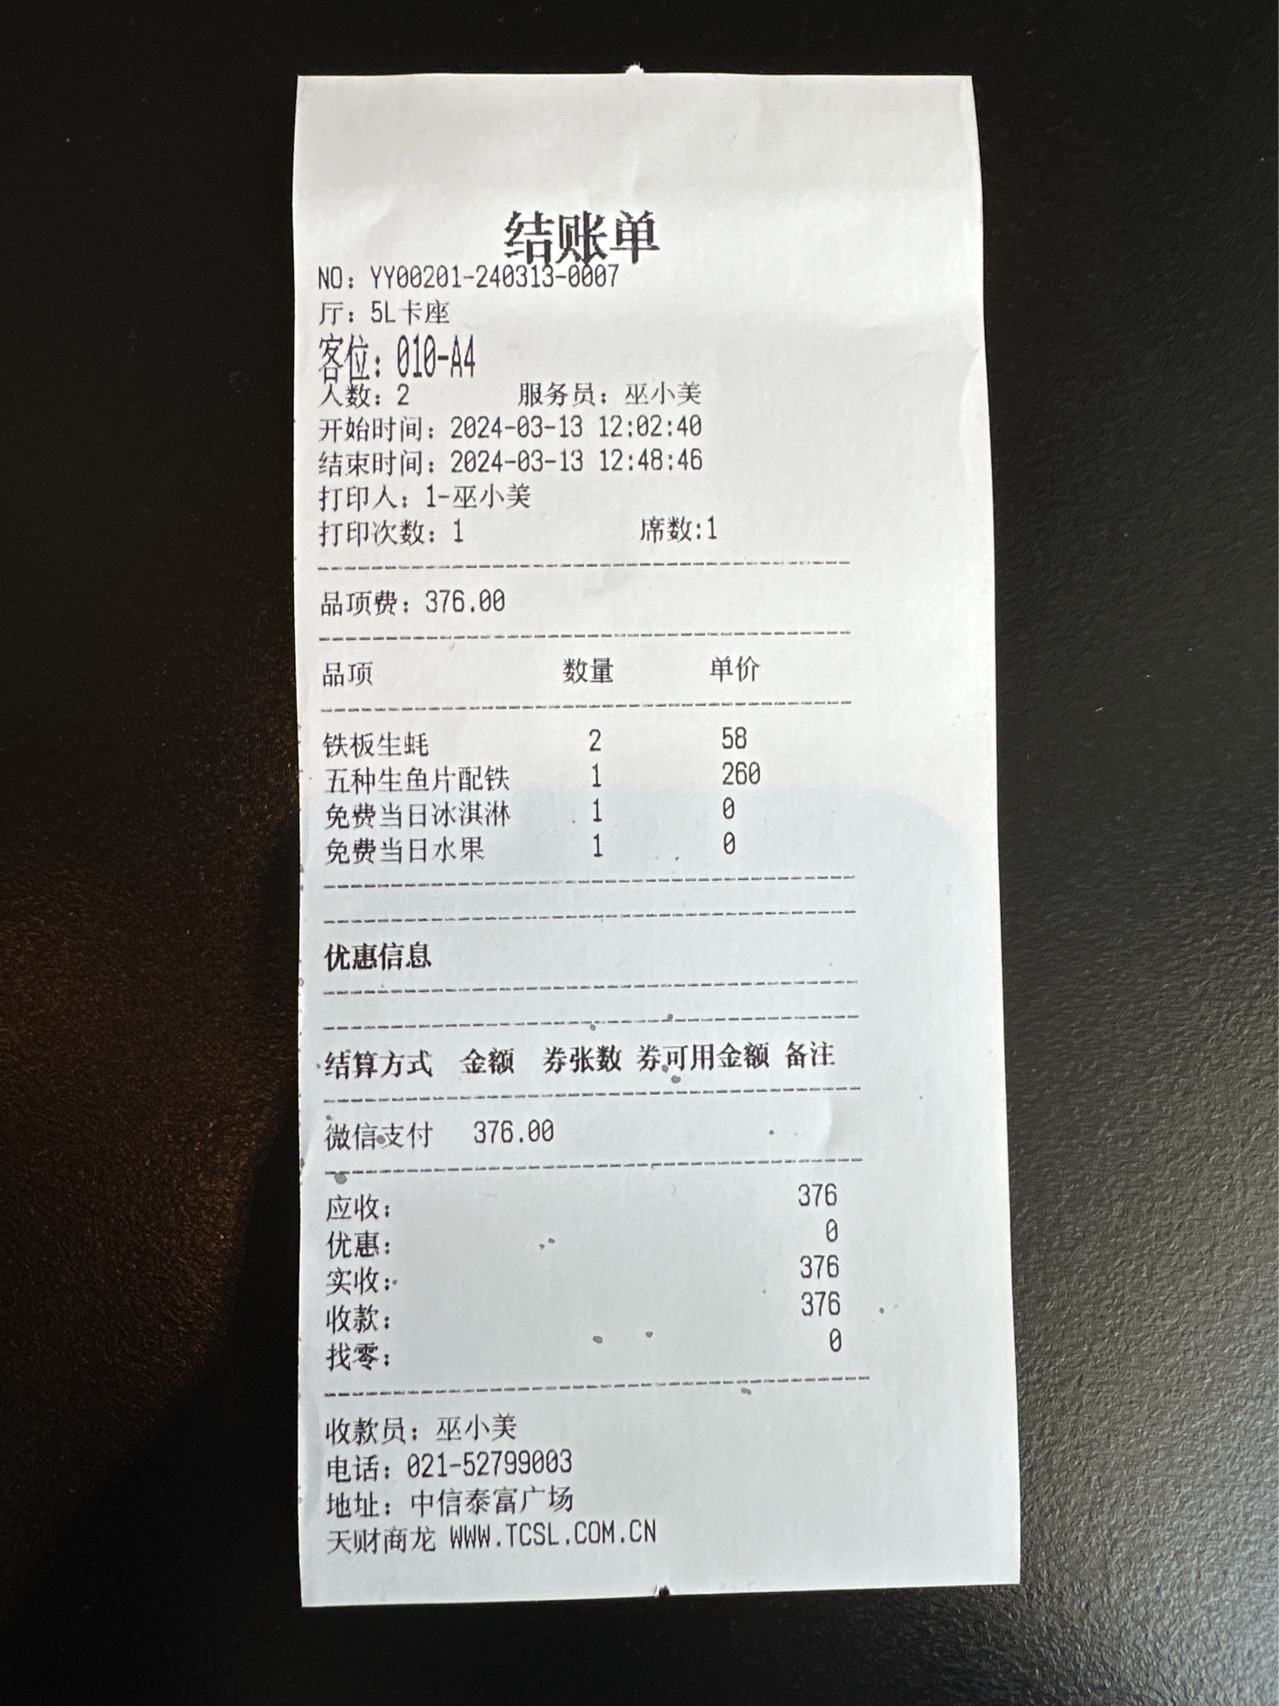 结账单
NO: YY00201-240313-0007
厅: 5L卡座
客位: 010-A4
人数: 2 服务员: 巫小美
开始时间: 2024-03-13 12:02:40
结束时间: 2024-03-13 12:48:46
打印人: 1-巫小美
打印次数: 1 席数:1
品项费: 376.00
品项 数量 单价
铁板生蚝 2 58
五种生鱼片配铁 1 260
免费当日冰淇淋 1 0
免费当日水果 1 0
优惠信息
结算方式 金额 券张数 券可用金额 备注
微信支付 376.00
应收: 376
优惠: 0
实收: 376
收款: 376
找零: 0
收款员: 巫小美
电话: 021-52799003
地址: 中信泰富广场
天财商龙 WWW.TCSL.COM.CN